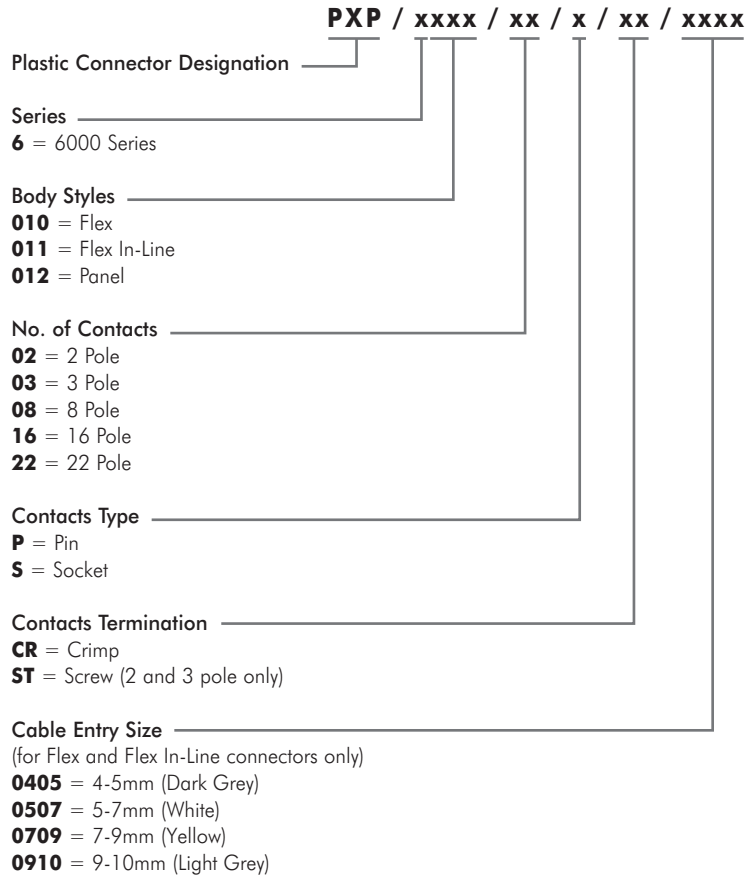 PXP / xxxx / xx / x / xx / xxxx
Plastic Connector Designation
Series
6 = 6000 Series
Body Styles
010 = Flex
011 = Flex In-Line
012 = Panel
No. of Contacts
02 = 2 Pole
03 = 3 Pole
08 = 8 Pole
16 = 16 Pole
22 = 22 Pole
Contacts Type
P = Pin
S = Socket
Contacts Termination
CR = Crimp
ST = Screw (2 and 3 pole only)
Cable Entry Size
(for Flex and Flex In-Line connectors only)
0405 = 4-5mm (Dark Grey)
0507 = 5-7mm (White)
0709 = 7-9mm (Yellow)
0910 = 9-10mm (Light Grey)